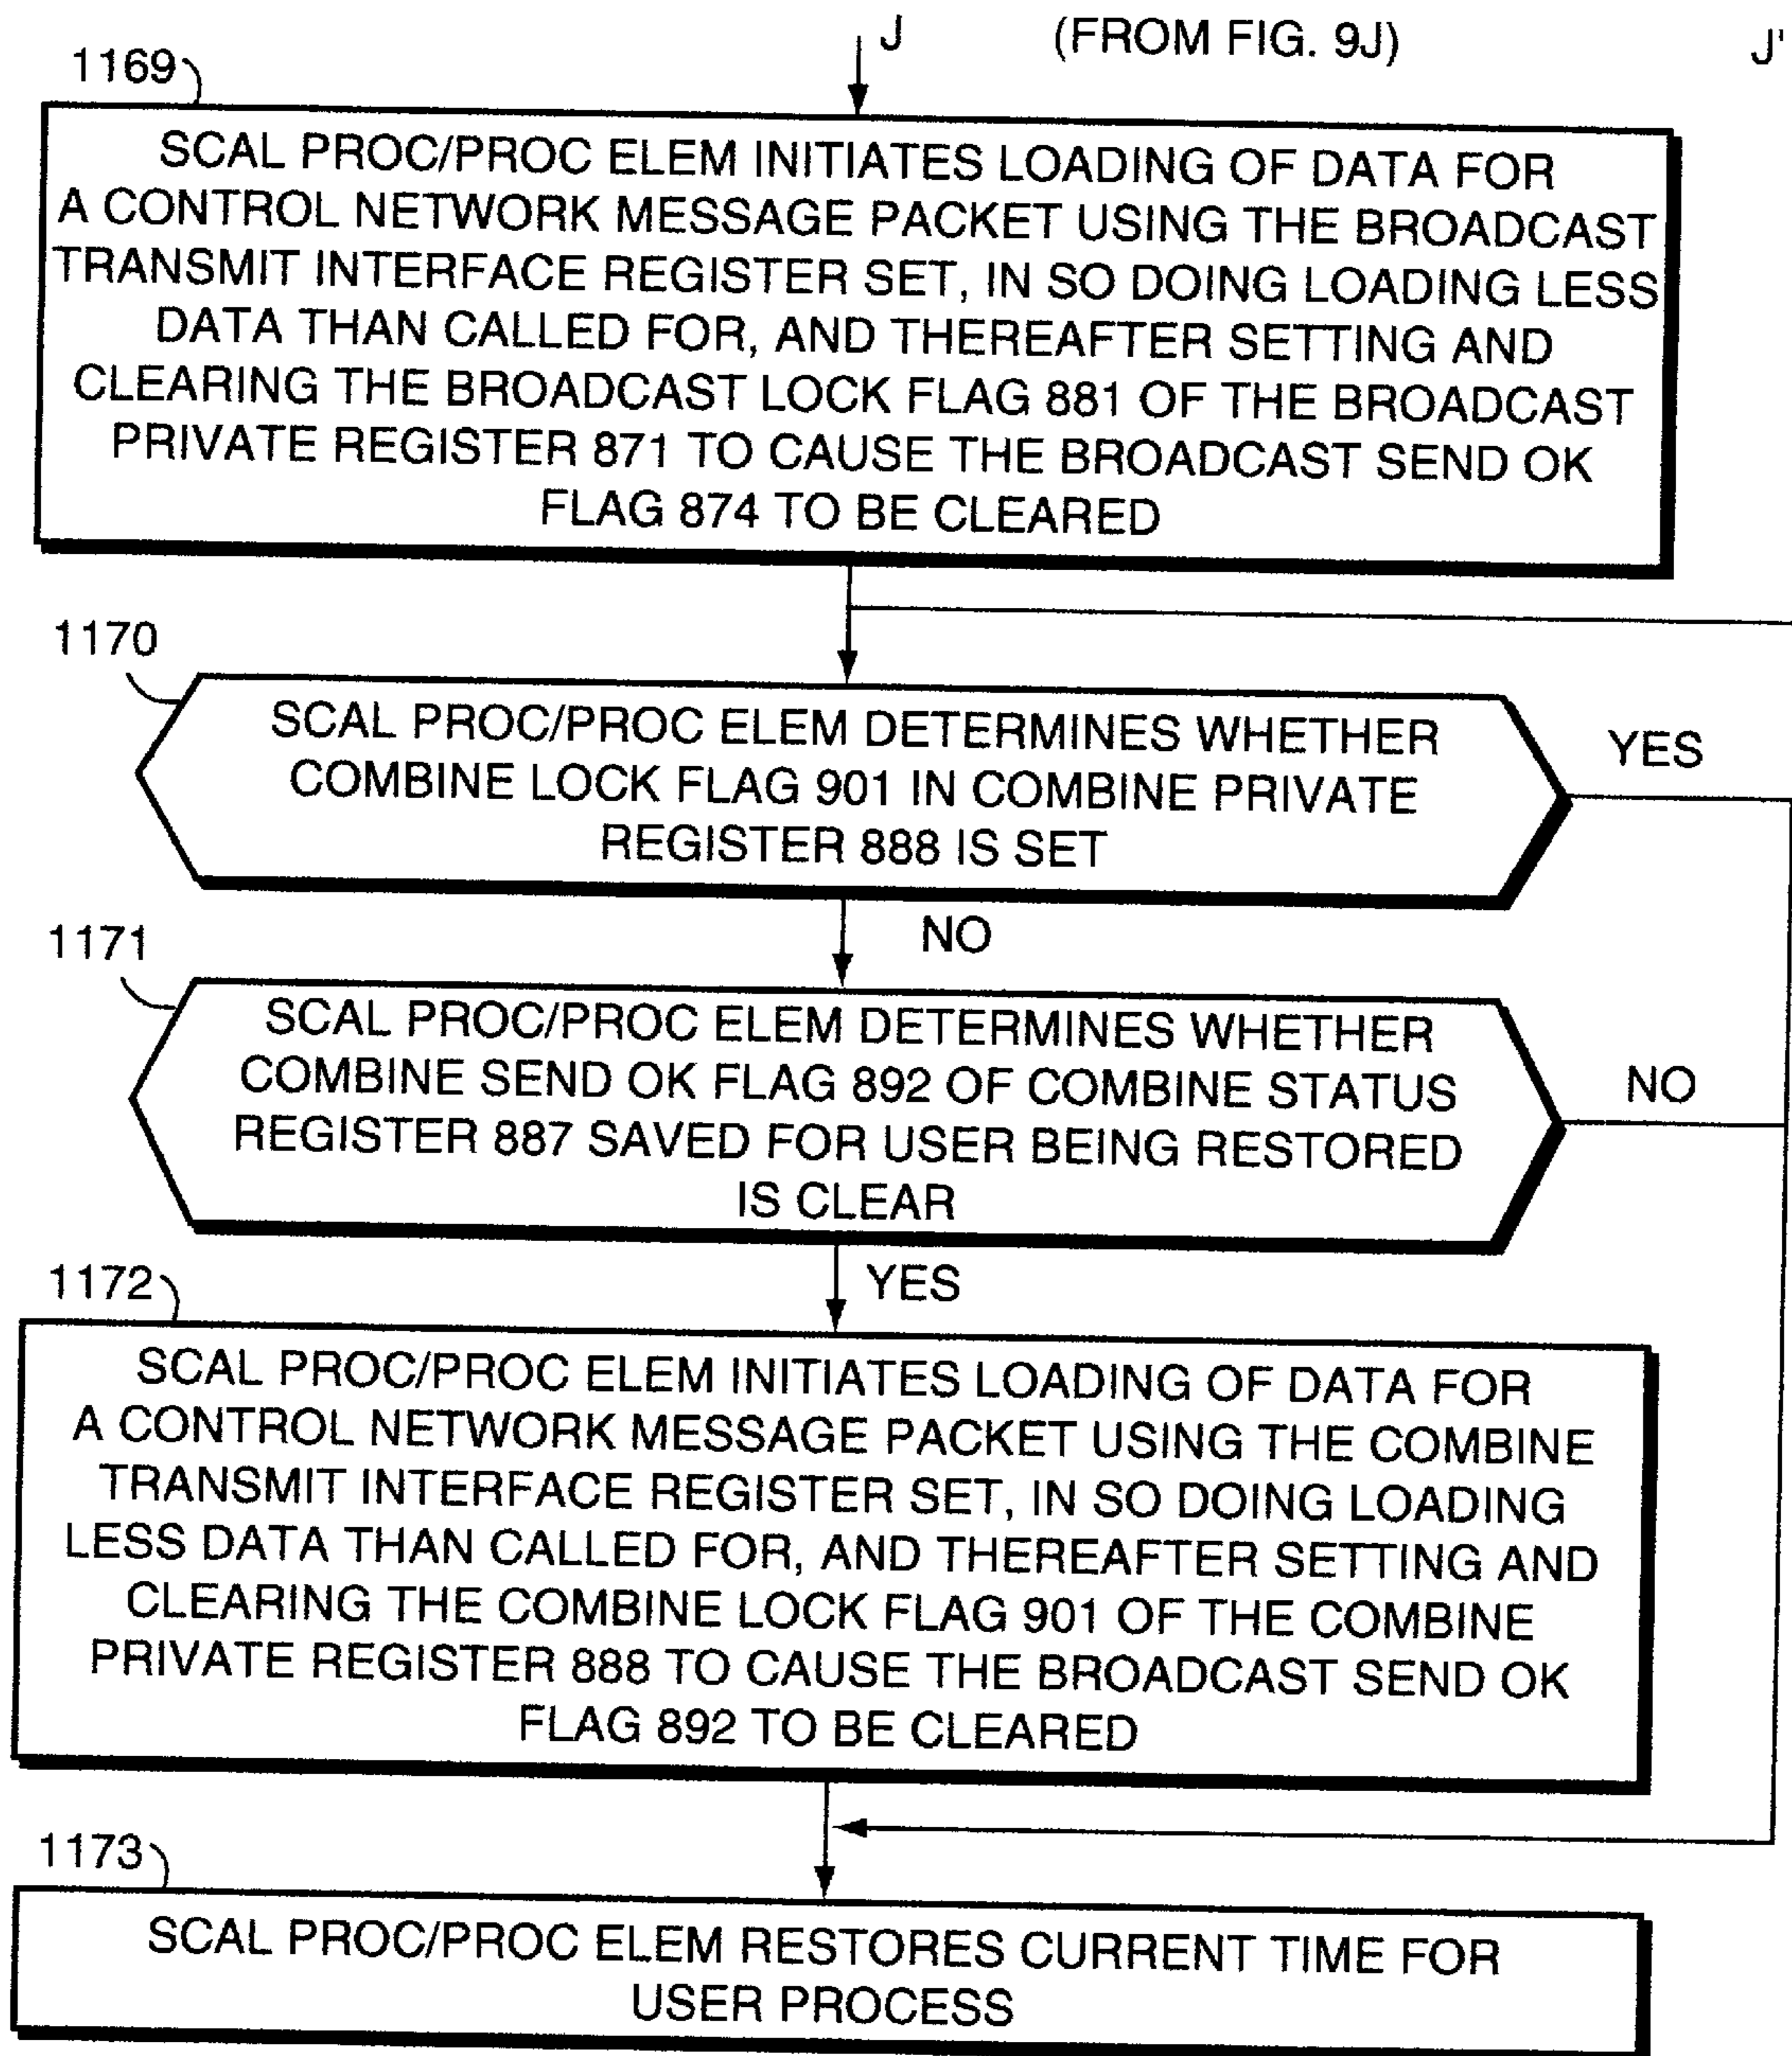 J (FROM FIG. 9J) J'
1169
SCAL PROC/PROC ELEM INITIATES LOADING OF DATA FOR
A CONTROL NETWORK MESSAGE PACKET USING THE BROADCAST
TRANSMIT INTERFACE REGISTER SET, IN SO DOING LOADING LESS
DATA THAN CALLED FOR, AND THEREAFTER SETTING AND
CLEARING THE BROADCAST LOCK FLAG 881 OF THE BROADCAST
PRIVATE REGISTER 871 TO CAUSE THE BROADCAST SEND OK
FLAG 874 TO BE CLEARED
1170
SCAL PROC/PROC ELEM DETERMINES WHETHER
COMBINE LOCK FLAG 901 IN COMBINE PRIVATE
REGISTER 888 IS SET
YES
NO
1171
SCAL PROC/PROC ELEM DETERMINES WHETHER
COMBINE SEND OK FLAG 892 OF COMBINE STATUS
REGISTER 887 SAVED FOR USER BEING RESTORED
IS CLEAR
NO
YES
1172
SCAL PROC/PROC ELEM INITIATES LOADING OF DATA FOR
A CONTROL NETWORK MESSAGE PACKET USING THE COMBINE
TRANSMIT INTERFACE REGISTER SET, IN SO DOING LOADING
LESS DATA THAN CALLED FOR, AND THEREAFTER SETTING AND
CLEARING THE COMBINE LOCK FLAG 901 OF THE COMBINE
PRIVATE REGISTER 888 TO CAUSE THE BROADCAST SEND OK
FLAG 892 TO BE CLEARED
1173
SCAL PROC/PROC ELEM RESTORES CURRENT TIME FOR
USER PROCESS